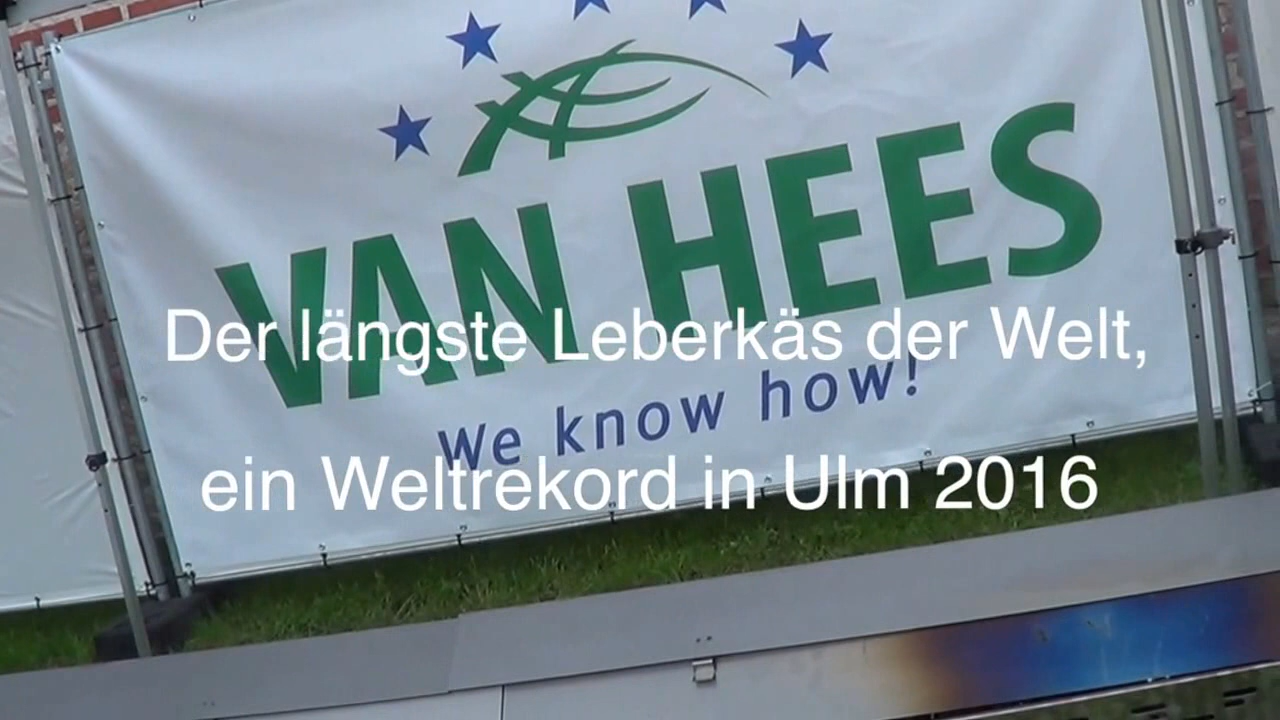 VAN HEES
Der längste Leberkäs der Welt,
We know how!
ein Weltrekord in Ulm 2016